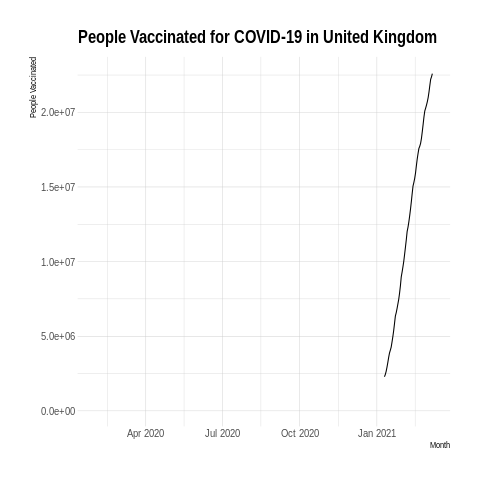 People Vaccinated for COVID-19 in United Kingdom
People Vaccinated
2.0e+07
1.5e+07
1.0e+07
5.0e+06
0.0e+00
Apr 2020 Jul 2020 Oct 2020 Jan 2021
Month